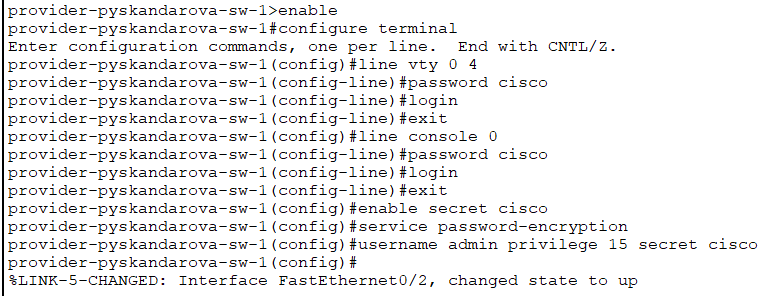 provider-pyskandarova-sw-1>enable
provider-pyskandarova-sw-1#configure terminal
Enter configuration commands, one per line.  End with CNTL/Z.
provider-pyskandarova-sw-1(config)#line vty 0 4
provider-pyskandarova-sw-1(config-line)#password cisco
provider-pyskandarova-sw-1(config-line)#login
provider-pyskandarova-sw-1(config-line)#exit
provider-pyskandarova-sw-1(config)#line console 0
provider-pyskandarova-sw-1(config-line)#password cisco
provider-pyskandarova-sw-1(config-line)#login
provider-pyskandarova-sw-1(config-line)#exit
provider-pyskandarova-sw-1(config)#enable secret cisco
provider-pyskandarova-sw-1(config)#service password-encryption
provider-pyskandarova-sw-1(config)#username admin privilege 15 secret cisco
provider-pyskandarova-sw-1(config)#
%LINK-5-CHANGED: Interface FastEthernet0/2, changed state to up